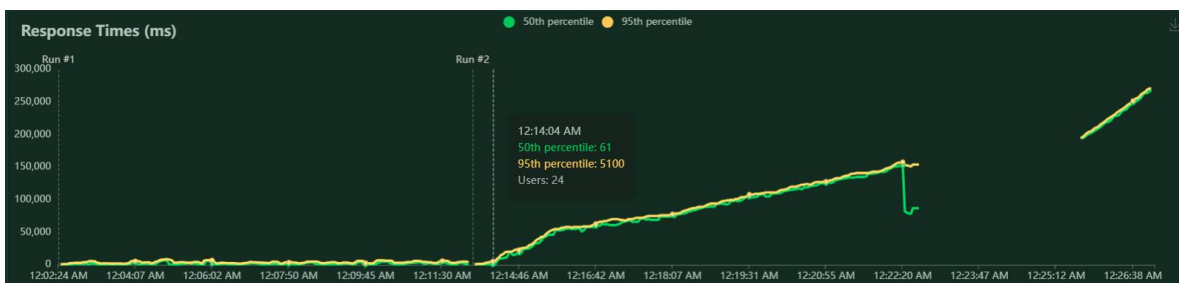 50th percentile 95th percentile
Response Times (ms)
Run #1 Run #2
300,000
250,000
200,000
150,000
100,000
50,000
0
12:14:04 AM
50th percentile: 61
95th percentile: 5100
Users: 24
12:02:24 AM 12:04:07 AM 12:06:02 AM 12:07:50 AM 12:09:45 AM 12:11:30 AM 12:14:46 AM 12:16:42 AM 12:18:07 AM 12:19:31 AM 12:20:55 AM 12:22:20 AM 12:23:47 AM 12:25:12 AM 12:26:38 AM